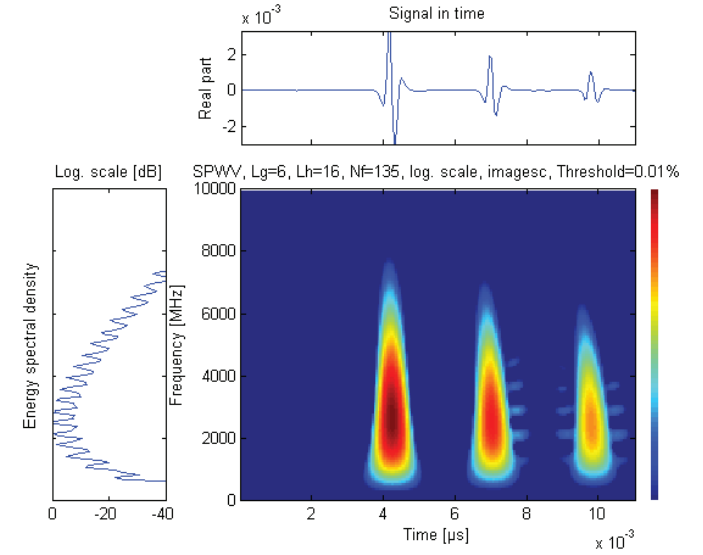 Signal in time
x 10-3
Real part
2
0
-2
Log. scale [dB]
SPWV, Lg=6, Lh=16, Nf=135, log. scale, imagesc, Threshold=0.01%
Energy spectral density
0 -20 -40
Frequency [MHz]
10000
8000
6000
4000
2000
0
2 4 6 8 10
Time [µs]
x 10-3